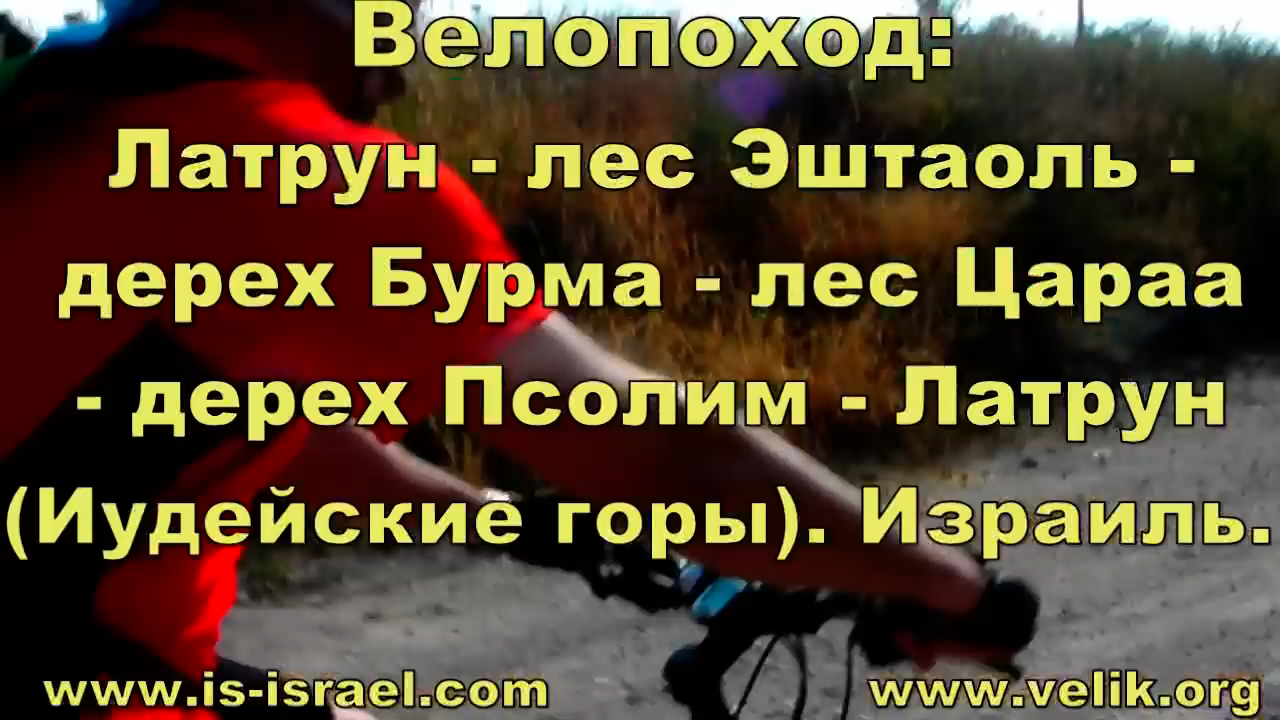 Велопоход:
Латрун - лес Эштаоль -
дерех Бурма - лес Цараа
- дерех Псолим - Латрун
(Иудейские горы). Израиль.
www.is-israel.com
www.velik.org